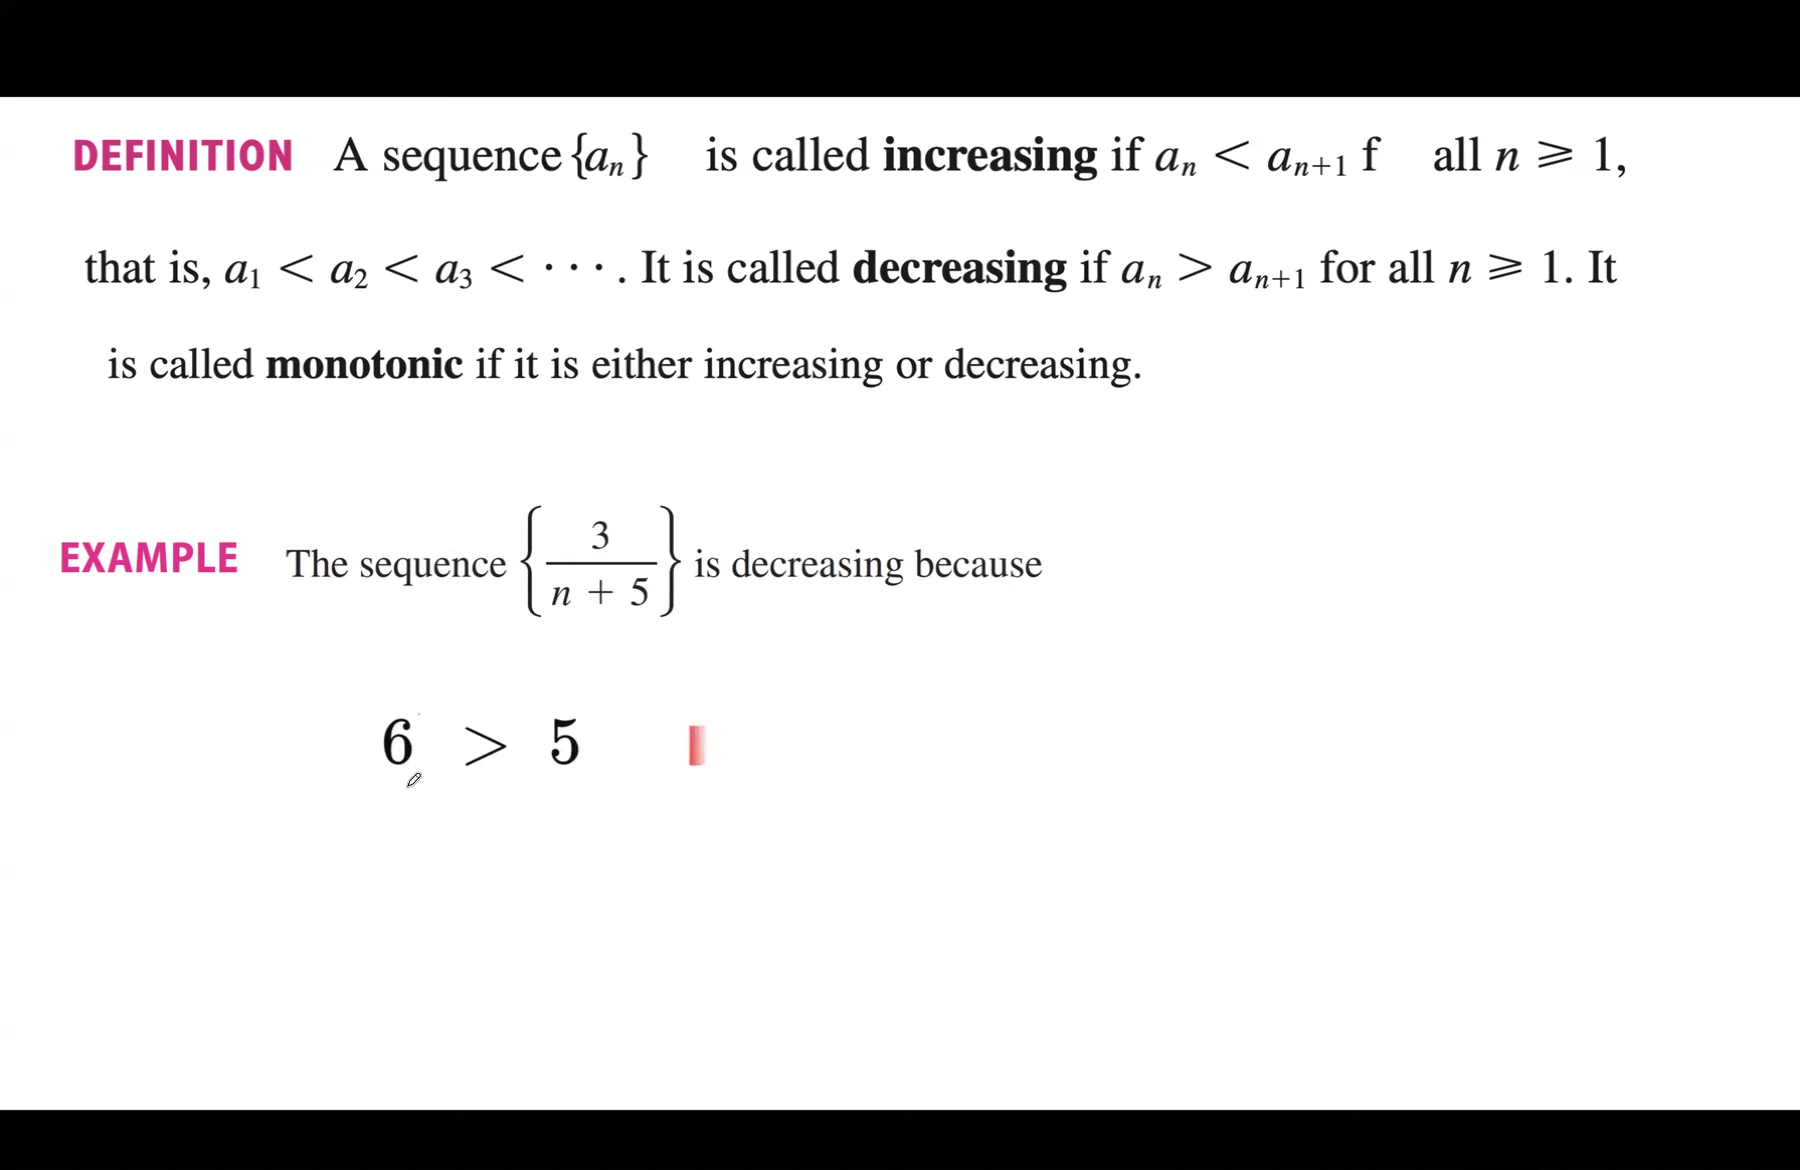 DEFINITION A sequence {aₙ} is called increasing if aₙ < aₙ₊₁ f all n ⩾ 1,
that is, a₁ < a₂ < a₃ < · · · . It is called decreasing if aₙ > aₙ₊₁ for all n ⩾ 1. It
is called monotonic if it is either increasing or decreasing.
EXAMPLE The sequence {3/(n + 5)} is decreasing because
6 > 5